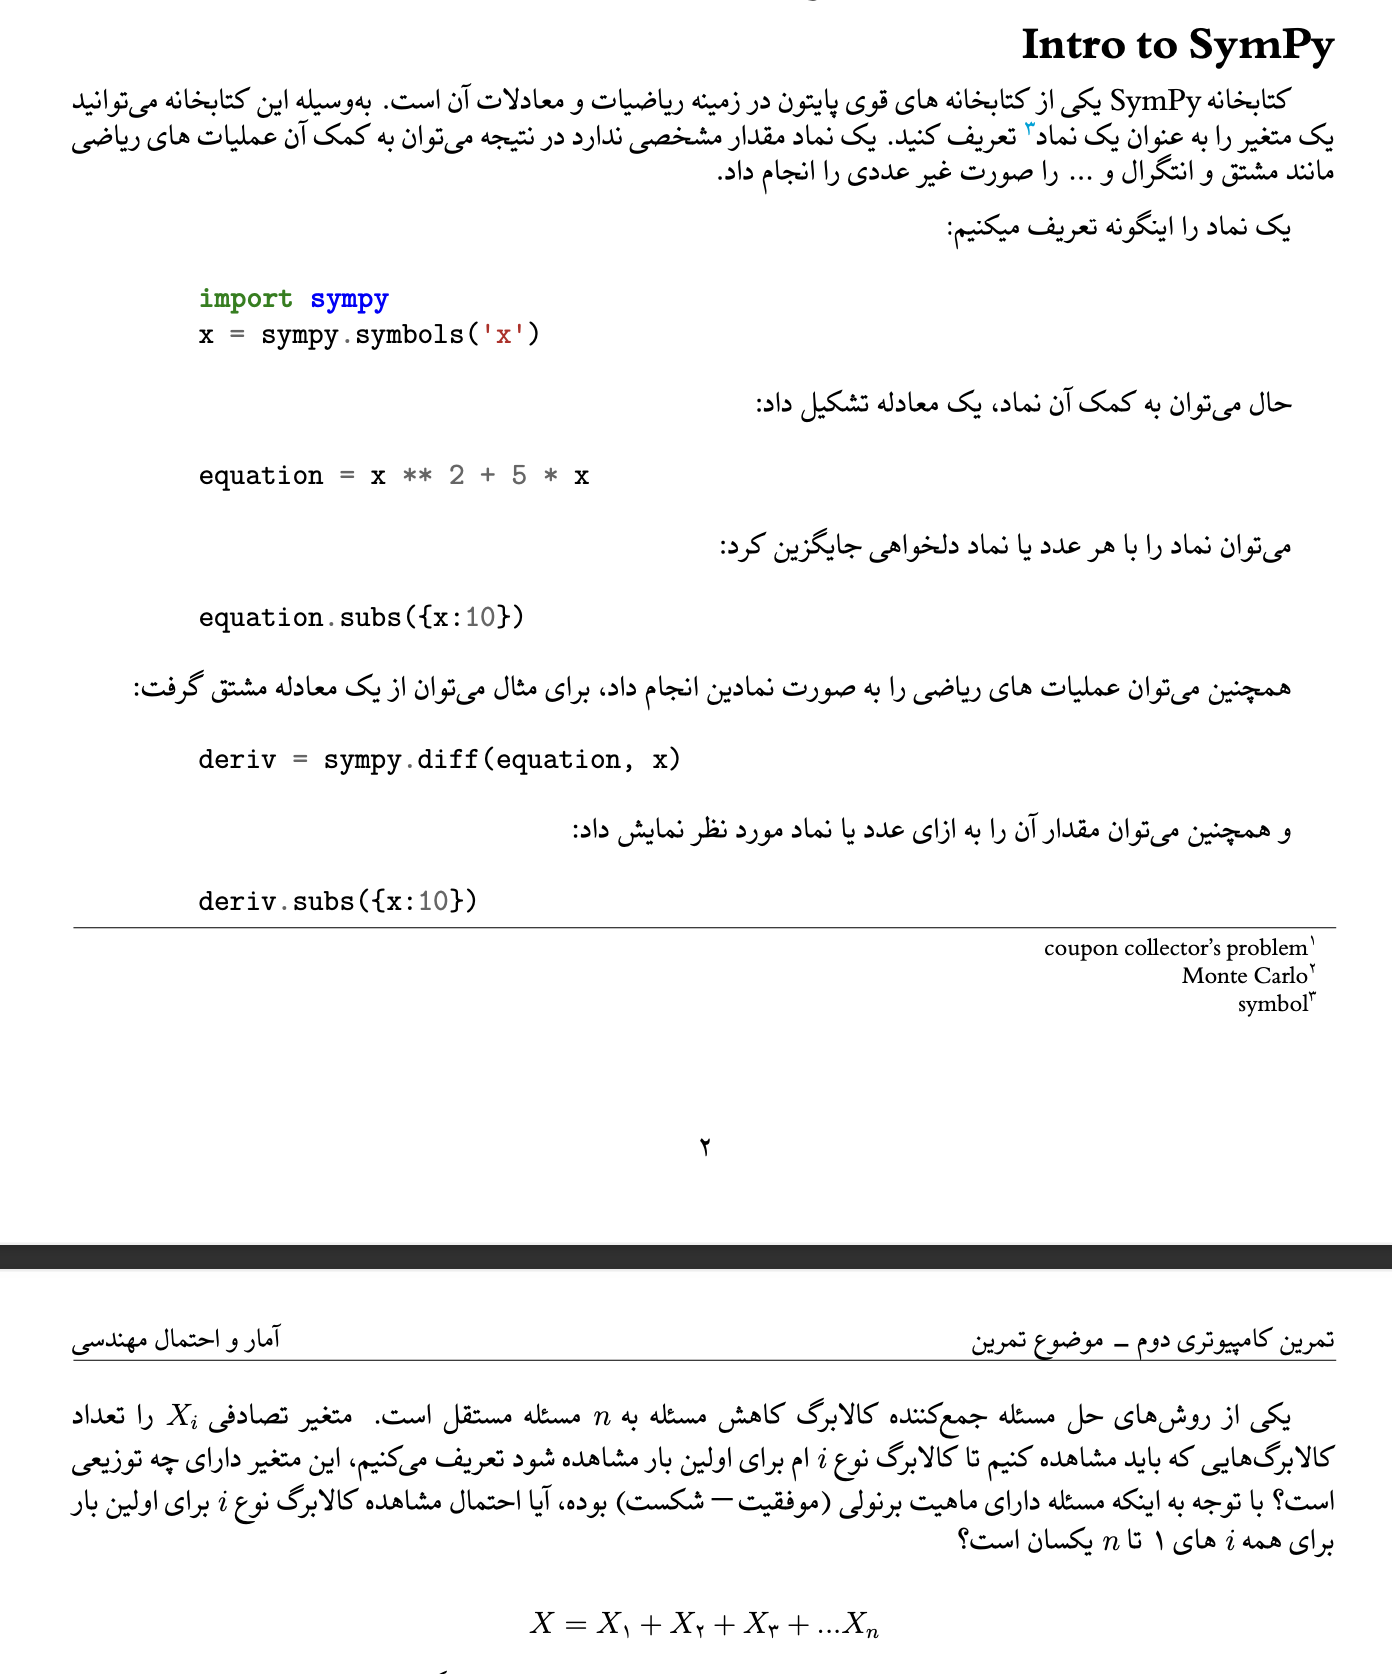 Intro to SymPy
کتابخانه SymPy یکی از کتابخانه های قوی پایتون در زمینه ریاضیات و معادلات آن است. به‌وسیله این کتابخانه می‌توانید
یک متغیر را به عنوان یک نماد۳ تعریف کنید. یک نماد مقدار مشخصی ندارد در نتیجه می‌توان به کمک آن عملیات های ریاضی
مانند مشتق و انتگرال و ... را صورت غیر عددی را انجام داد.
یک نماد را اینگونه تعریف میکنیم:
import sympy
x = sympy.symbols('x')
حال می‌توان به کمک آن نماد، یک معادله تشکیل داد:
equation = x ** 2 + 5 * x
می‌توان نماد را با هر عدد یا نماد دلخواهی جایگزین کرد:
equation.subs({x:10})
همچنین می‌توان عملیات های ریاضی را به صورت نمادین انجام داد، برای مثال می‌توان از یک معادله مشتق گرفت:
deriv = sympy.diff(equation, x)
و همچنین می‌توان مقدار آن را به ازای عدد یا نماد مورد نظر نمایش داد:
deriv.subs({x:10})
۱coupon collector’s problem
۲Monte Carlo
۳symbol
۲
تمرین کامپیوتری دوم – موضوع تمرین آمار و احتمال مهندسی
یکی از روش‌های حل مسئله جمع‌کننده کالابرگ کاهش مسئله به n مسئله مستقل است. متغیر تصادفی Xi را تعداد
کالابرگ‌هایی که باید مشاهده کنیم تا کالابرگ نوع i ام برای اولین بار مشاهده شود تعریف می‌کنیم، این متغیر دارای چه توزیعی
است؟ با توجه به اینکه مسئله دارای ماهیت برنولی (موفقیت – شکست) بوده، آیا احتمال مشاهده کالابرگ نوع i برای اولین بار
برای همه i های ۱ تا n یکسان است؟
X = X۱ + X۲ + X۳ + ...Xn